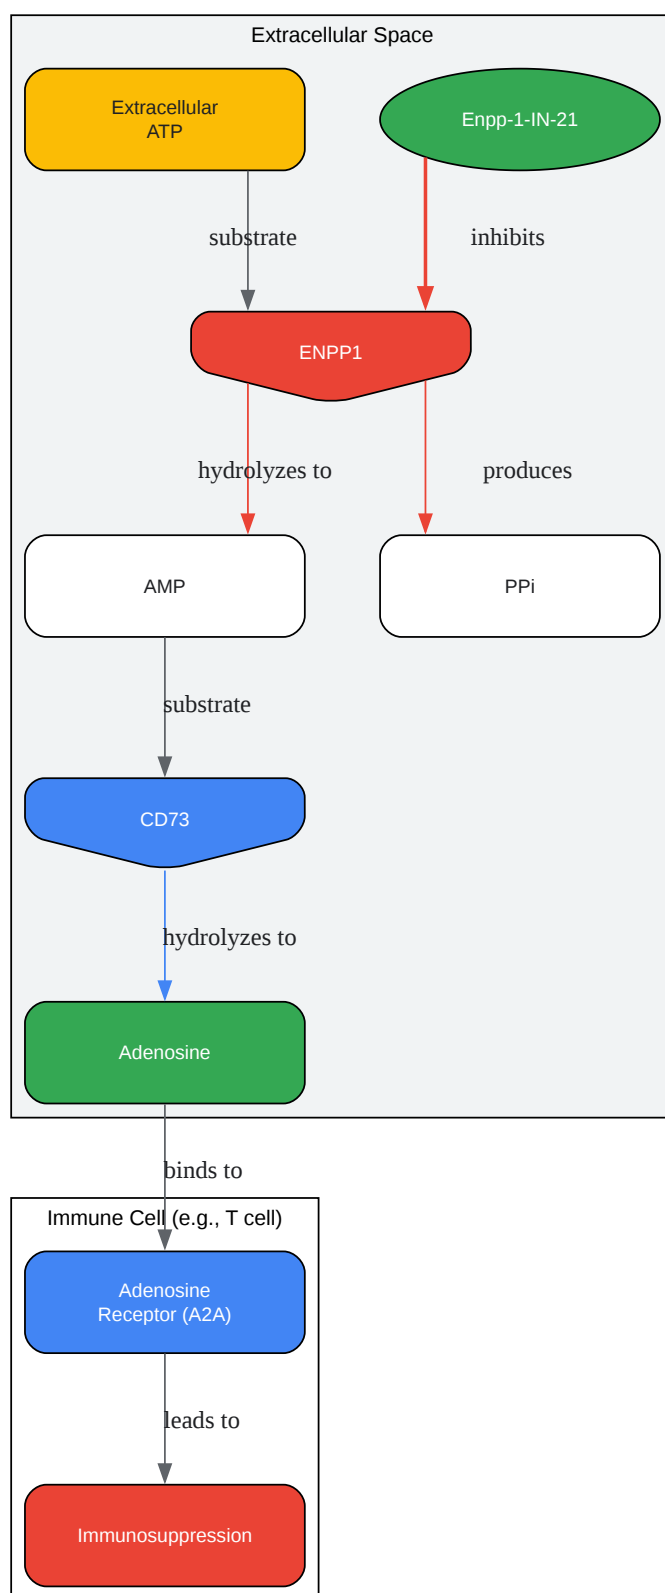 Extracellular Space
Extracellular
ATP
Enpp-1-IN-21
substrate
inhibits
ENPP1
hydrolyzes to
produces
AMP
PPi
substrate
CD73
hydrolyzes to
Adenosine
binds to
Immune Cell (e.g., T cell)
Adenosine
Receptor (A2A)
leads to
Immunosuppression